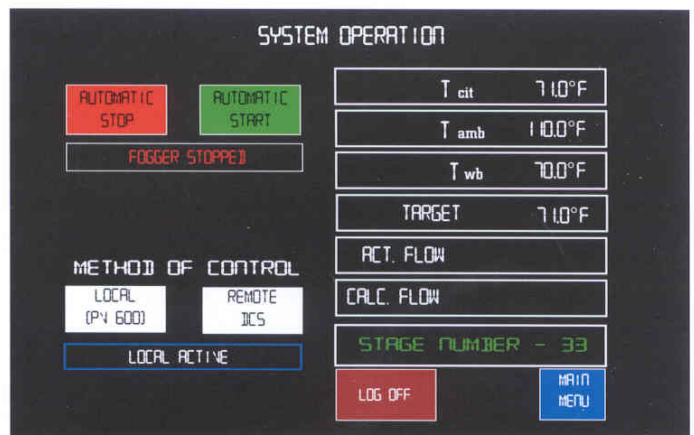 SYSTEM OPERATION
AUTOMATIC
STOP
AUTOMATIC
START
FOGGER STOPPED
METHOD OF CONTROL
LOCAL
(PV 600)
REMOTE
DCS
LOCAL ACTIVE
T cit 71.0°F
T amb 110.0°F
T wb 70.0°F
TARGET 71.0°F
ACT. FLOW
CALC. FLOW
STAGE NUMBER - 33
LOG OFF
MAIN
MENU